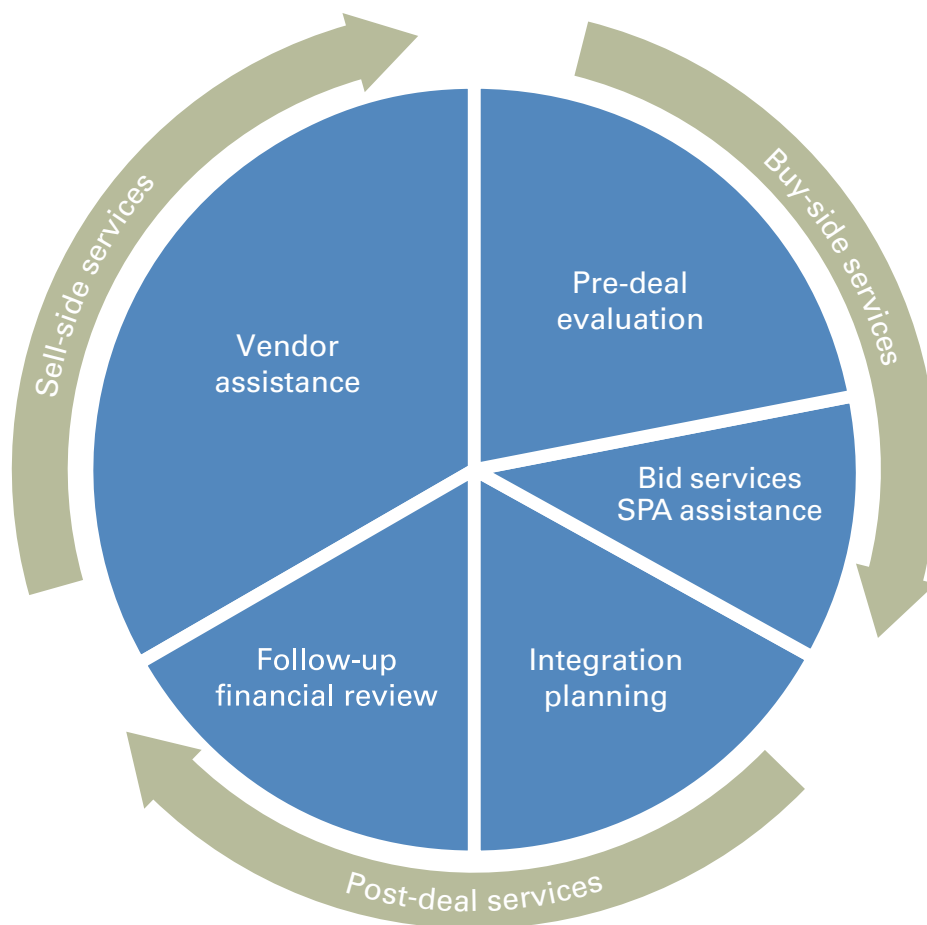 Sell-side services
Buy-side services
Pre-deal
evaluation
Vendor
assistance
Bid services
SPA assistance
Follow-up
financial review
Integration
planning
Post-deal services